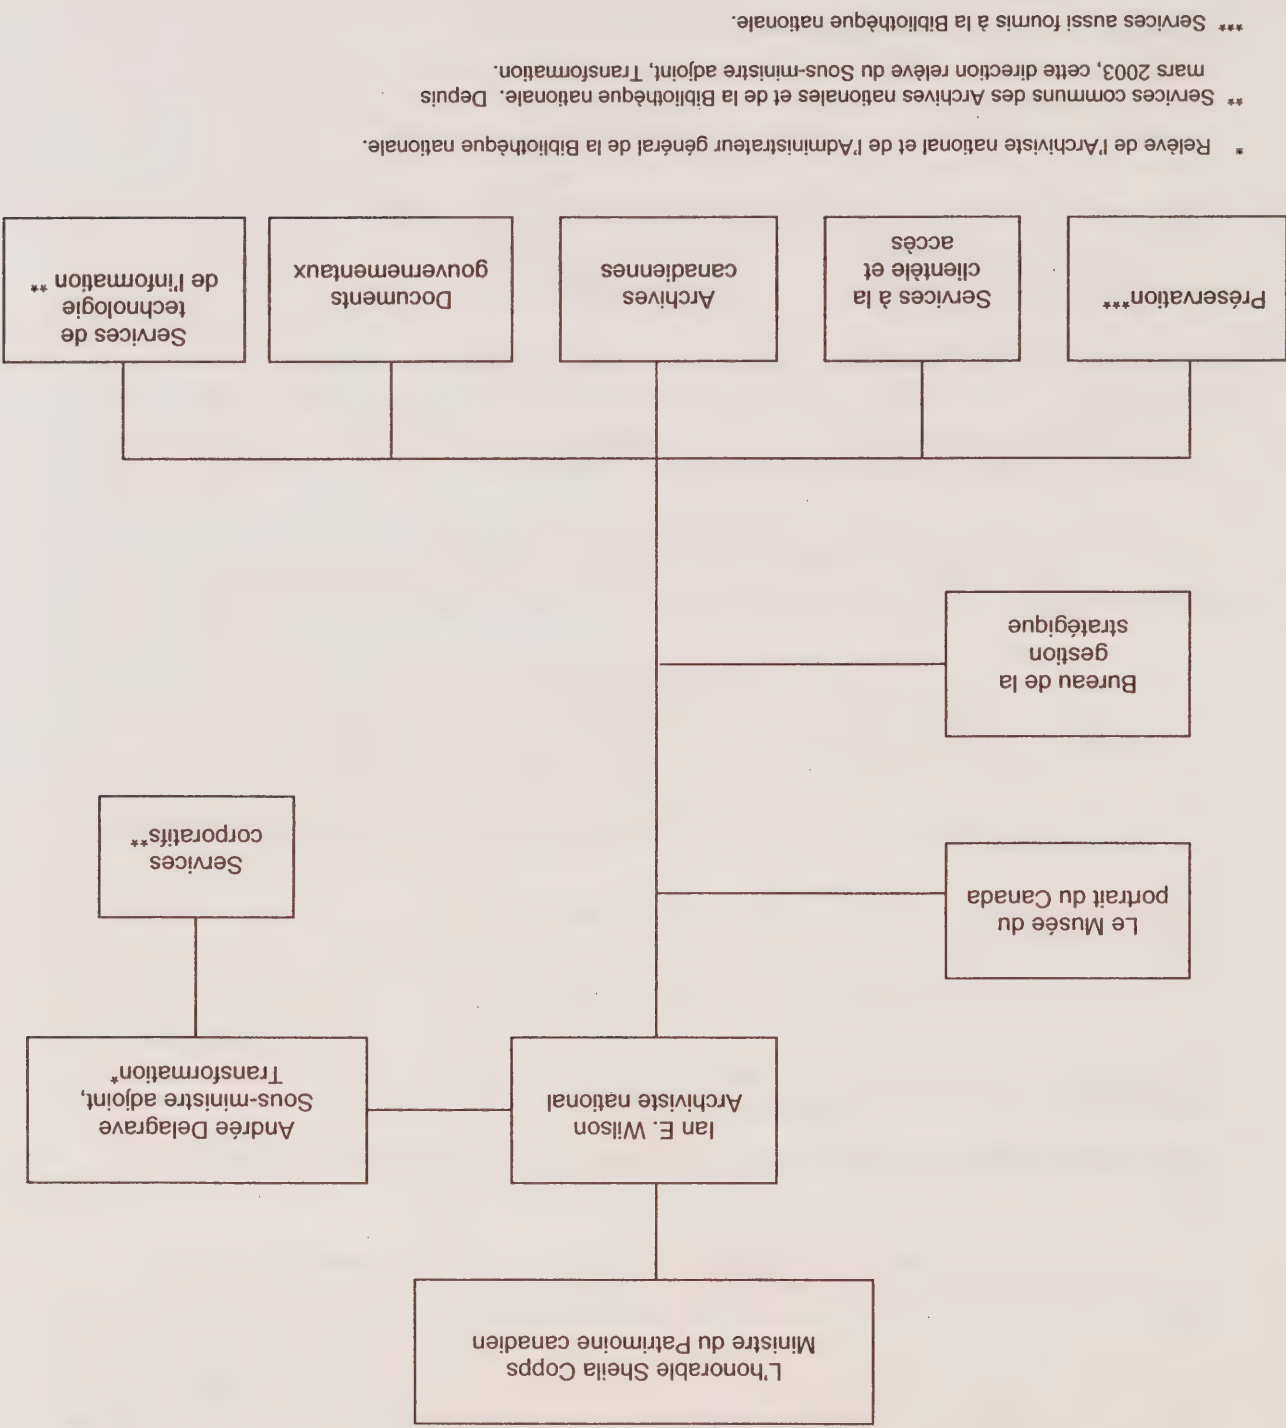 L'honorable Sheila Copps
Ministre du Patrimoine canadien
Ian E. Wilson
Archiviste national
Andrée Delagrave
Sous-ministre adjoint,
Transformation*
Services
corporatifs**
Le Musée du
portrait du Canada
Bureau de la
gestion
stratégique
Préservation***
Services à la
clientèle et
accès
Archives
canadiennes
Documents
gouvernementaux
Services de
technologie
de l'information **
* Relève de l'Archiviste national et de l'Administrateur général de la Bibliothèque nationale.
** Services communs des Archives nationales et de la Bibliothèque nationale. Depuis
mars 2003, cette direction relève du Sous-ministre adjoint, Transformation.
*** Services aussi fournis à la Bibliothèque nationale.